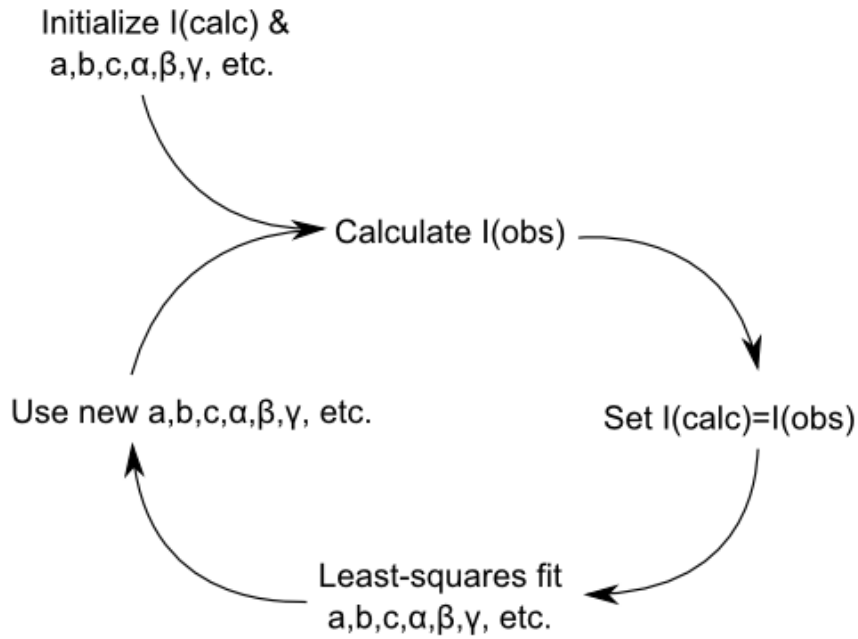 Initialize I(calc) &
a,b,c,α,β,γ, etc.
Calculate I(obs)
Set I(calc)=I(obs)
Least-squares fit
a,b,c,α,β,γ, etc.
Use new a,b,c,α,β,γ, etc.